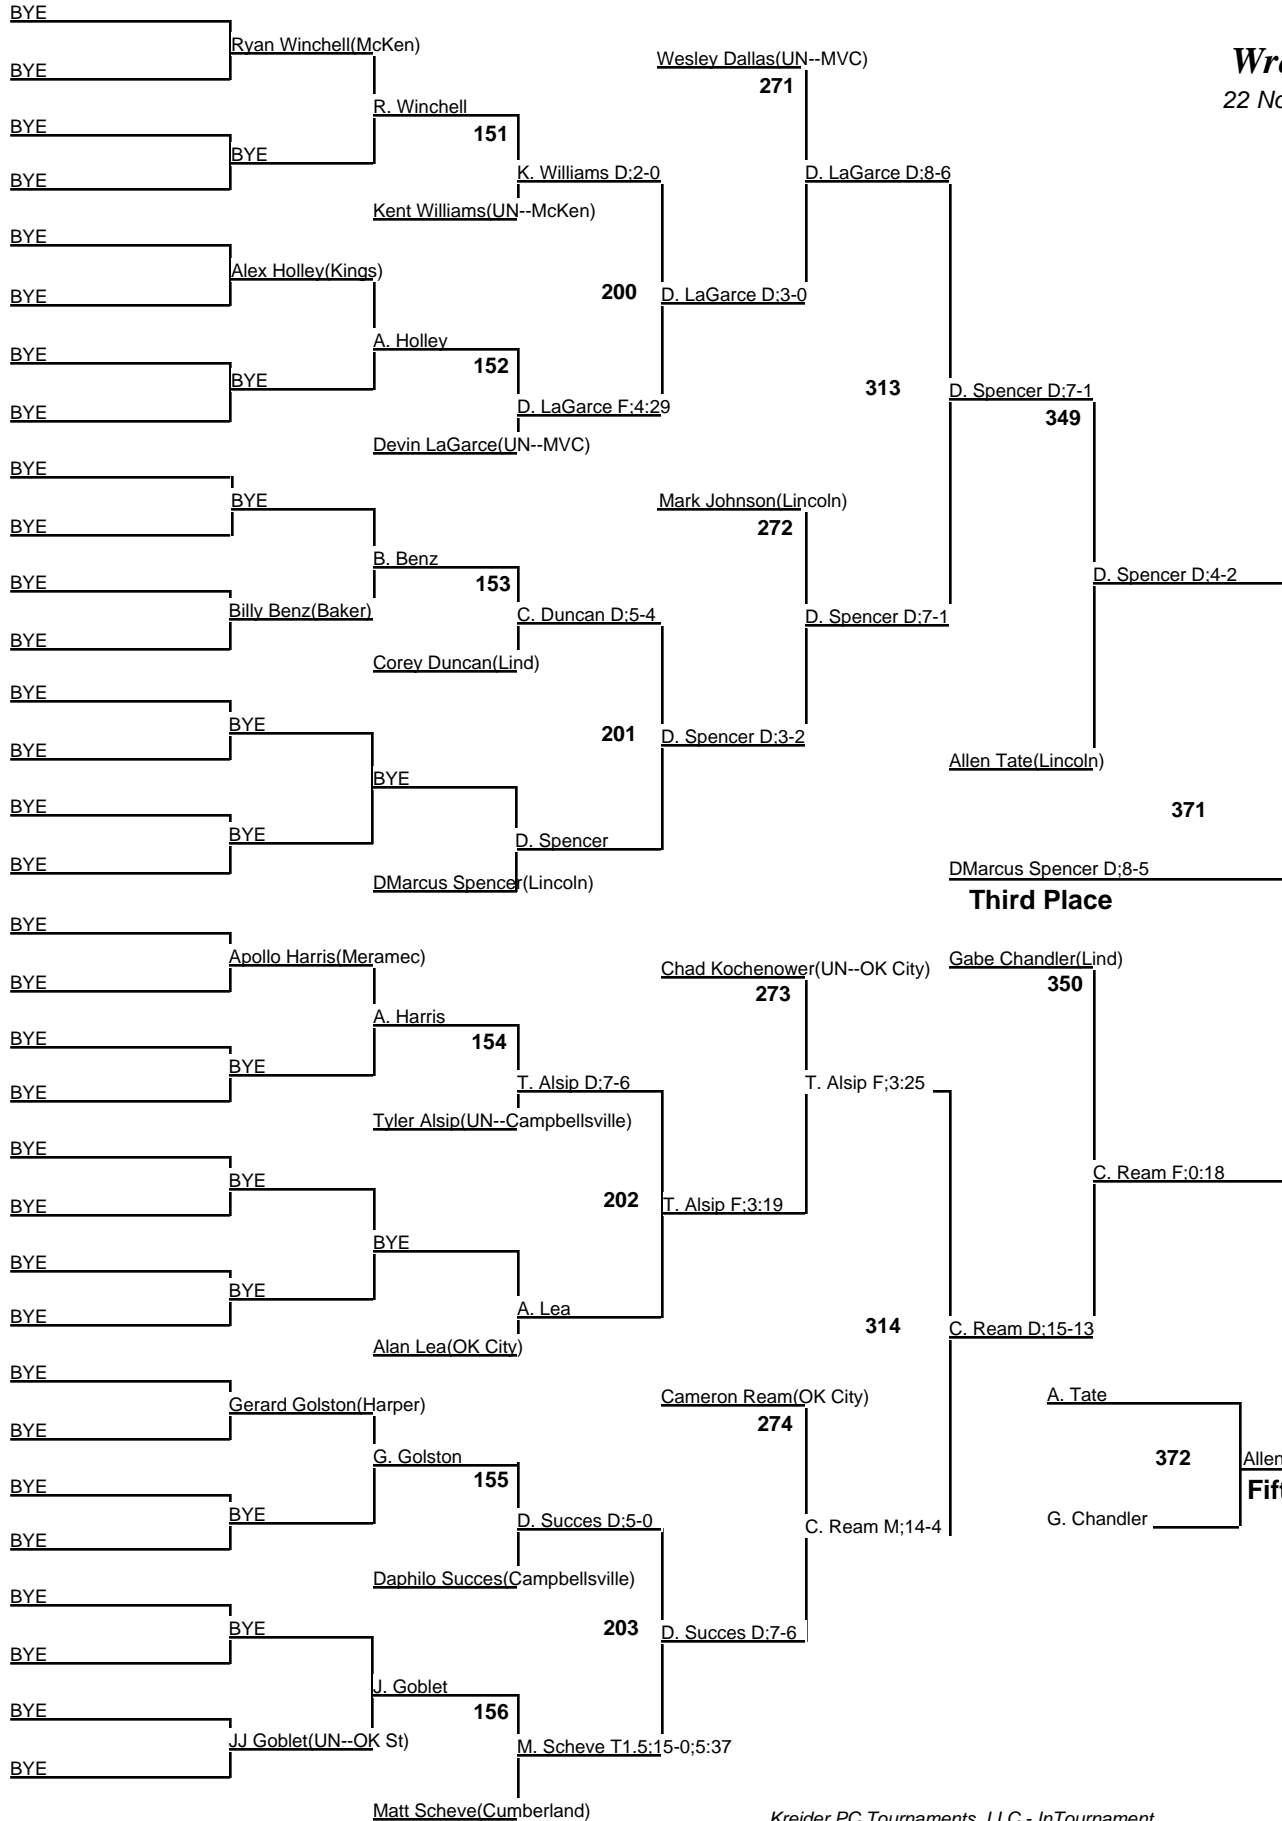 BYE
Ryan Winchell(McKen)
BYE
Wesley Dallas(UN--MVC)
271
22
R. Winchell
BYE
151
BYE
BYE
K. Williams D;2-0
D. LaGarce D;8-6
Kent Williams(UN--McKen)
BYE
Alex Holley(Kings)
BYE
200
D. LaGarce D;3-0
A. Holley
BYE
152
BYE
BYE
313
D. Spencer D;7-1
D. LaGarce F;4:29
349
Devin LaGarce(UN--MVC)
BYE
BYE
BYE
Mark Johnson(Lincoln)
272
B. Benz
BYE
153
D. Spencer D;4-2
Billy Benz(Baker)
BYE
C. Duncan D;5-4
D. Spencer D;7-1
Corey Duncan(Lind)
BYE
BYE
BYE
201
D. Spencer D;3-2
Allen Tate(Lincoln)
BYE
BYE
371
BYE
BYE
D. Spencer
DMarcus Spencer D;8-5
DMarcus Spencer(Lincoln)
Third Place
BYE
Apollo Harris(Meramec)
BYE
Chad Kochenower(UN--OK City)
Gabe Chandler(Lind)
273
350
A. Harris
BYE
154
BYE
BYE
T. Alsip D;7-6
T. Alsip F;3:25
Tyler Alsip(UN--Campbellsville)
BYE
BYE
C. Ream F;0:18
BYE
202
T. Alsip F;3:19
BYE
BYE
BYE
BYE
A. Lea
314
C. Ream D;15-13
Alan Lea(OK City)
BYE
Gerard Golston(Harper)
BYE
Cameron Ream(OK City)
A. Tate
274
G. Golston
155
372
Allen
BYE
BYE
BYE
D. Succes D;5-0
C. Ream M;14-4
G. Chandler
Daphilo Succes(Campbellsville)
BYE
BYE
BYE
203
D. Succes D;7-6
J. Goblet
BYE
156
JJ Goblet(UN--OK St)
BYE
M. Scheve T1.5;15-0;5:37
Matt Scheve(Cumberland)
Kreider PC Tournaments, LLC - InTournament